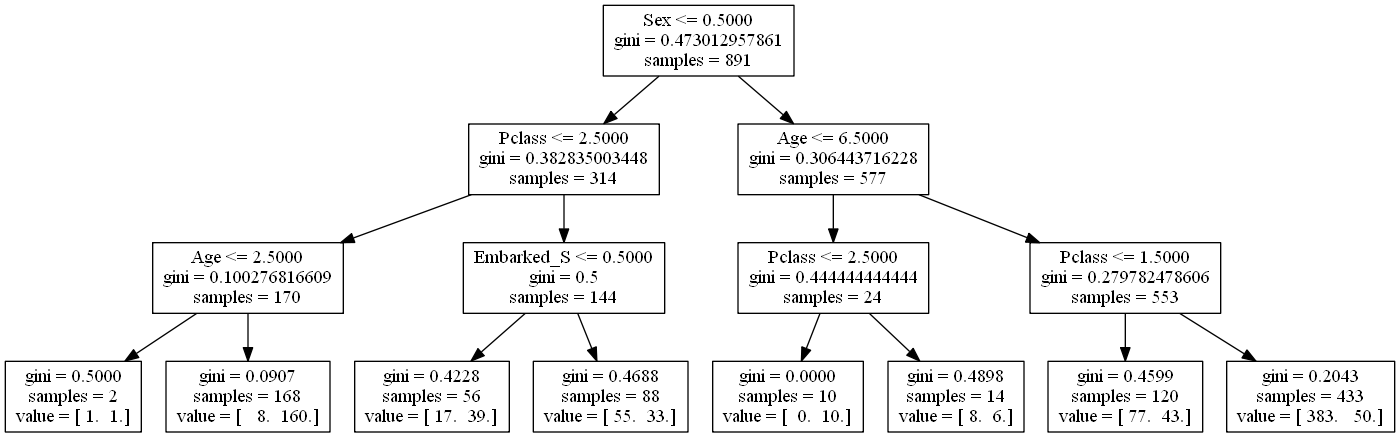 Sex <= 0.5000
gini = 0.473012957861
samples = 891
Pclass <= 2.5000
gini = 0.382835003448
samples = 314
Age <= 6.5000
gini = 0.306443716228
samples = 577
Age <= 2.5000
gini = 0.100276816609
samples = 170
Embarked_S <= 0.5000
gini = 0.5
samples = 144
Pclass <= 2.5000
gini = 0.444444444444
samples = 24
Pclass <= 1.5000
gini = 0.279782478606
samples = 553
gini = 0.5000
samples = 2
value = [ 1.  1.]
gini = 0.0907
samples = 168
value = [   8.  160.]
gini = 0.4228
samples = 56
value = [ 17.  39.]
gini = 0.4688
samples = 88
value = [ 55.  33.]
gini = 0.0000
samples = 10
value = [  0.  10.]
gini = 0.4898
samples = 14
value = [ 8.  6.]
gini = 0.4599
samples = 120
value = [ 77.  43.]
gini = 0.2043
samples = 433
value = [ 383.   50.]